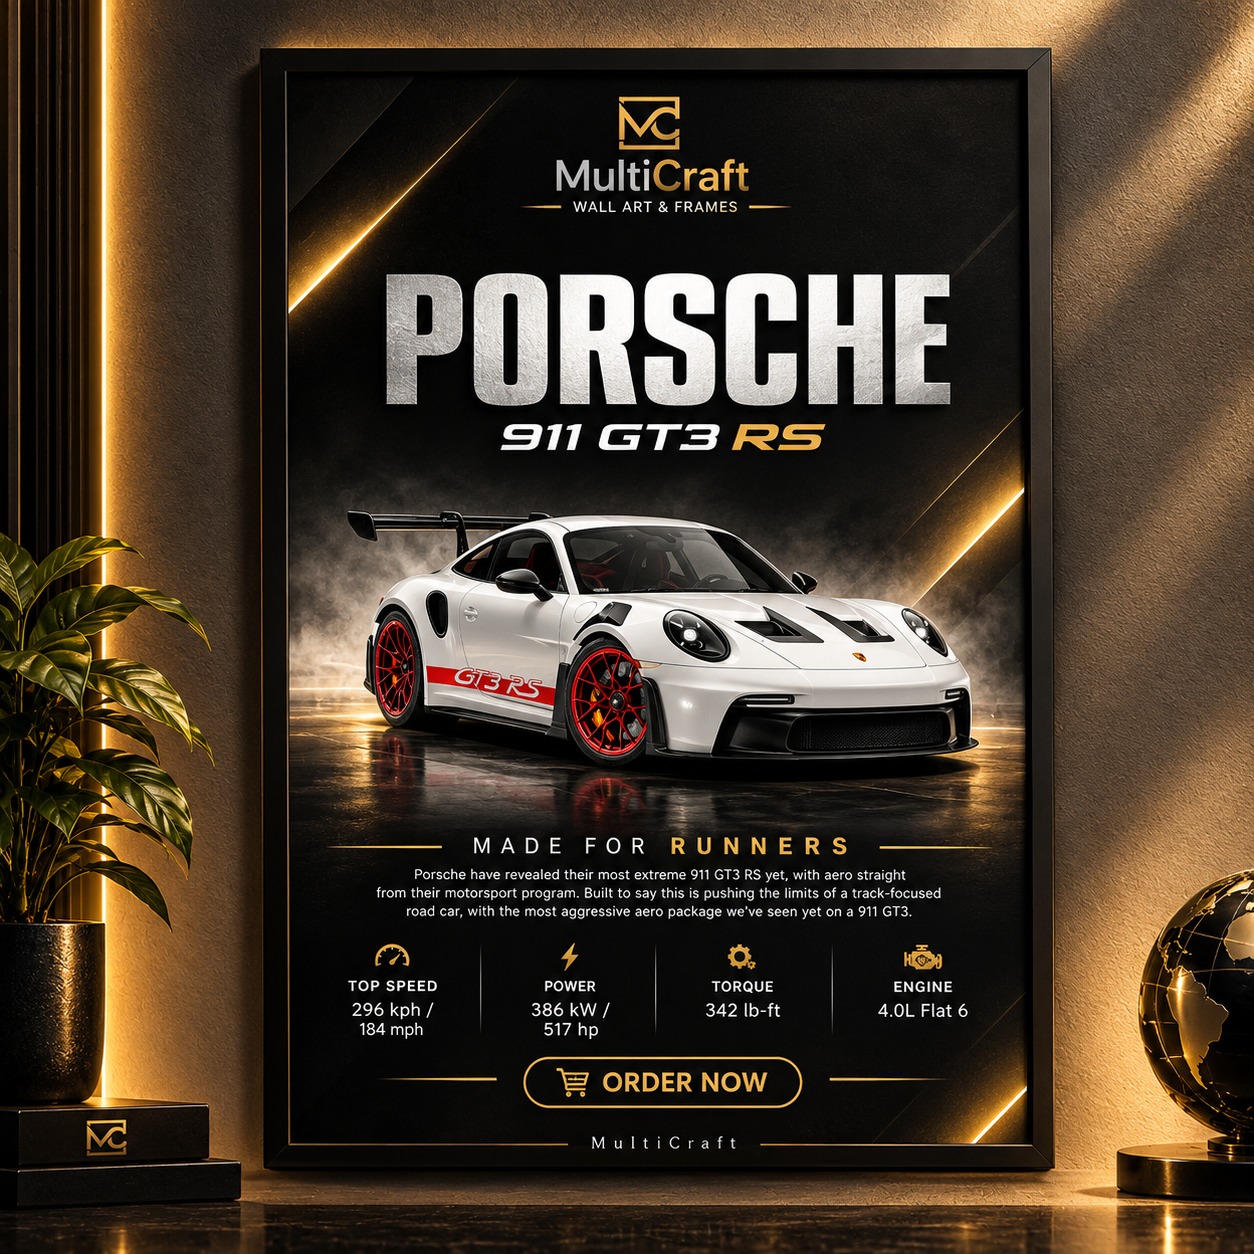 MC
MultiCraft
WALL ART & FRAMES
PORSCHE
911 GT3 RS
GT3 RS
MADE FOR RUNNERS
Porsche have revealed their most extreme 911 GT3 RS yet, with aero straight
from their motorsport program. Built to say this is pushing the limits of a track-focused
road car, with the most aggressive aero package we've seen yet on a 911 GT3.
TOP SPEED
296 kph /
184 mph
POWER
386 kW /
517 hp
TORQUE
342 lb-ft
ENGINE
4.0L Flat 6
ORDER NOW
MultiCraft
MC